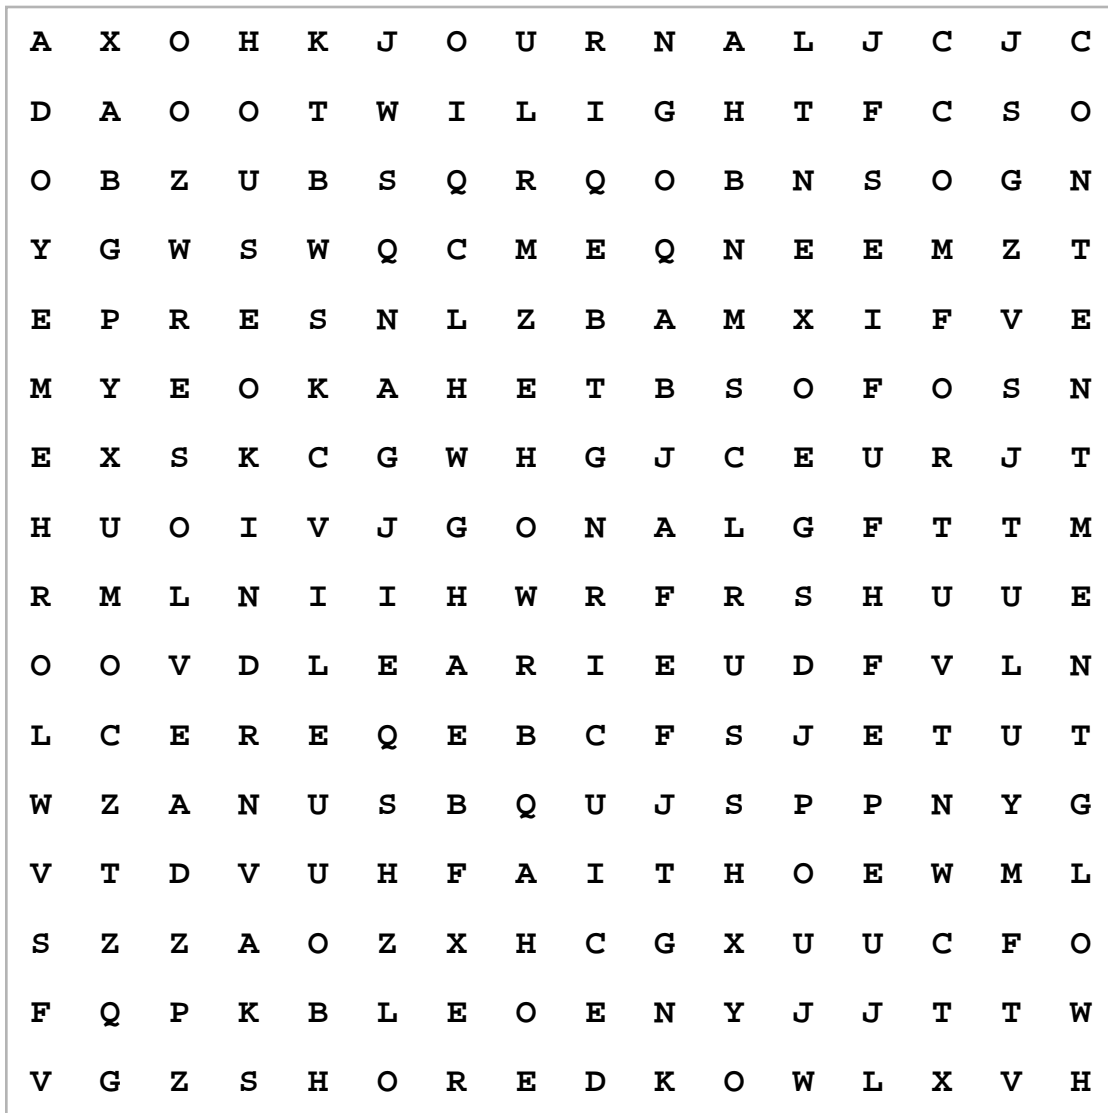 A X O H K J O U R N A L J C J C
D A O O T W I L I G H T F C S O
O B Z U B S Q R Q O B N S O G N
Y G W S W Q C M E Q N E E M Z T
E P R E S N L Z B A M X I F V E
M Y E O K A H E T B S O F O S N
E X S K C G W H G J C E U R J T
H U O I V J G O N A L G F T T M
R M L N I I H W R F R S H U U E
O O V D L E A R I E U D F V L N
L C E R E Q E B C F S J E T U T
W Z A N U S B Q U J S P P N Y G
V T D V U H F A I T H O E W M L
S Z Z A O Z X H C G X U U C F O
F Q P K B L E O E N Y J J T T W
V G Z S H O R E D K O W L X V H